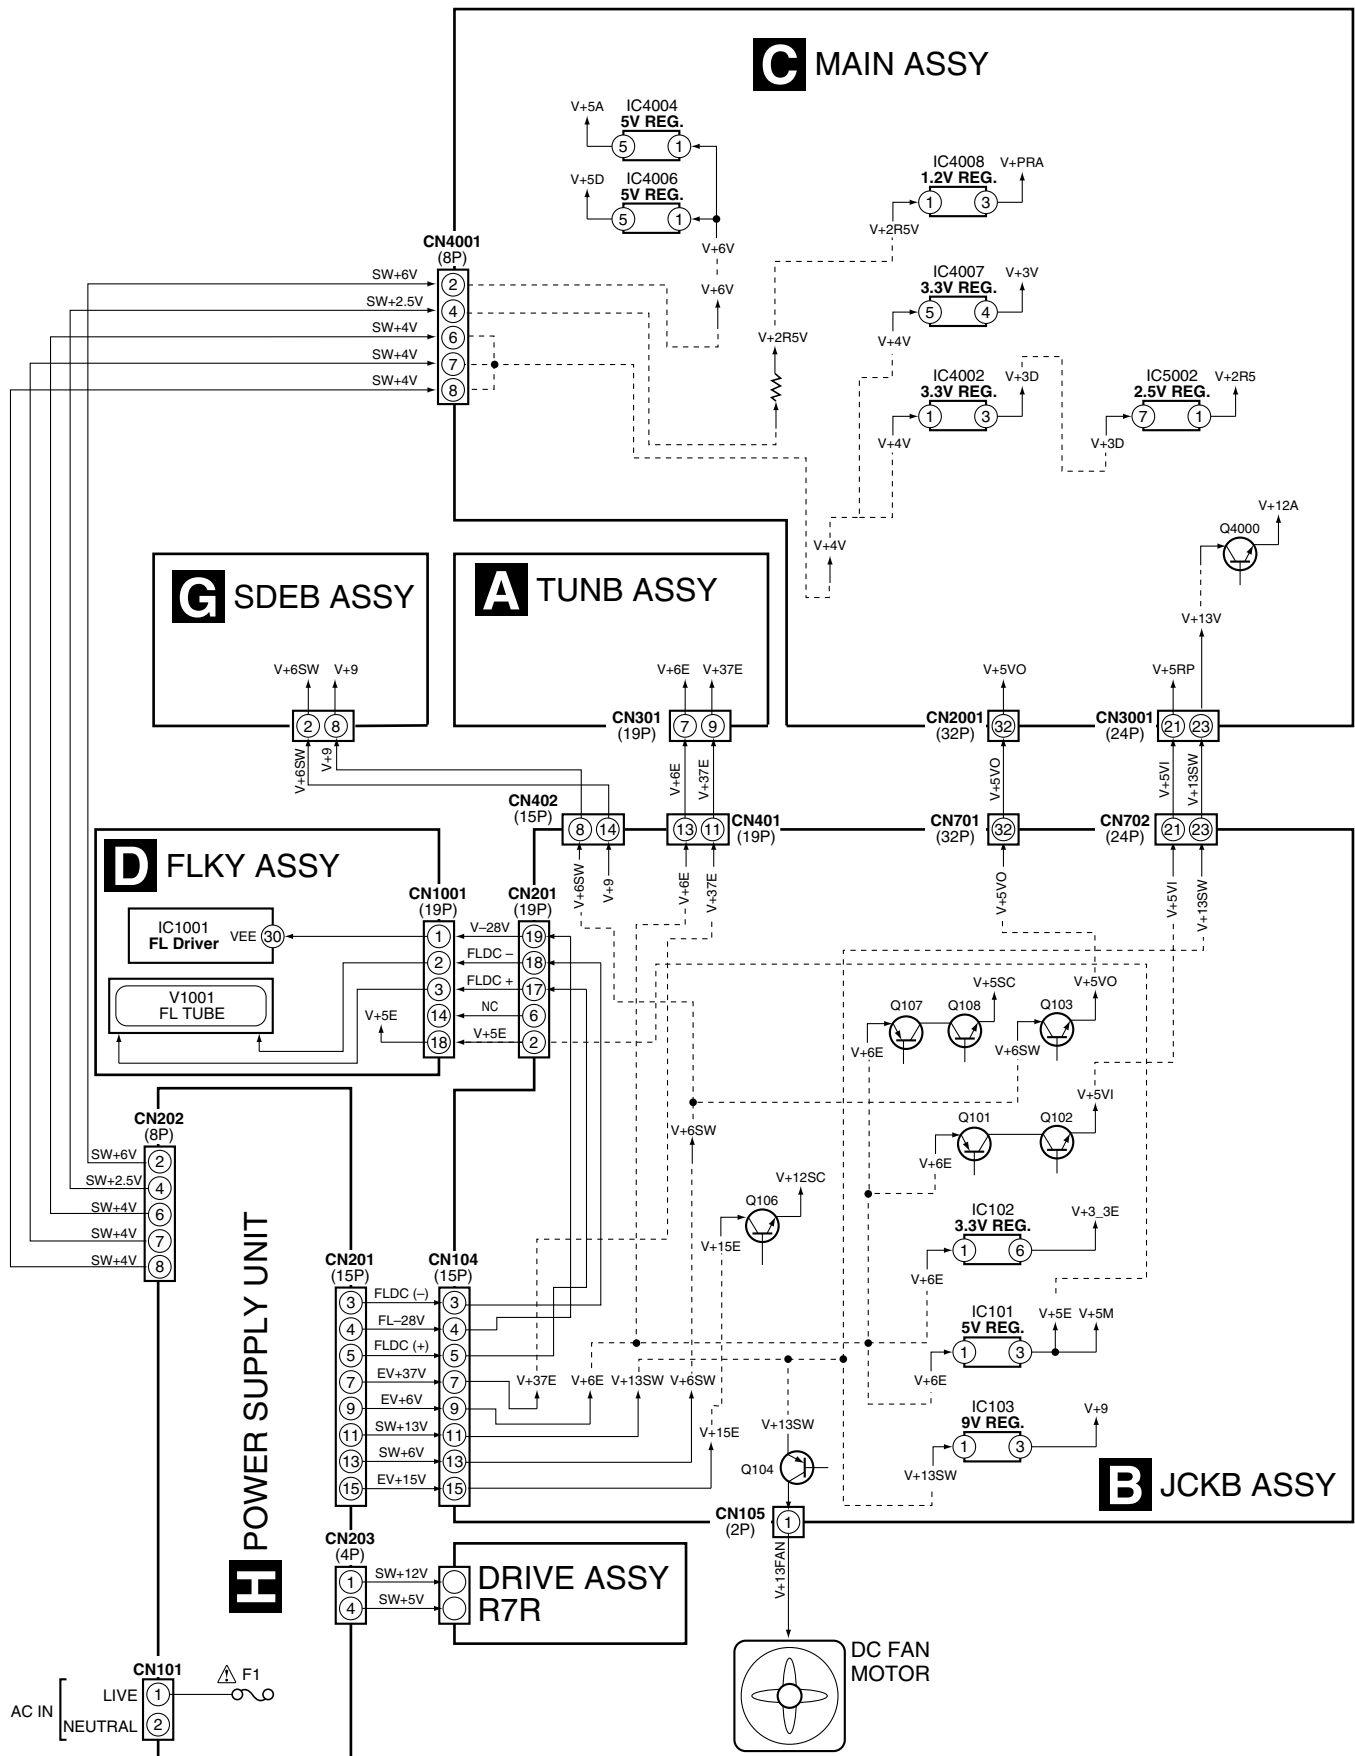 C MAIN ASSY
V+5A
IC4004
5V REG.
5 1
V+5D
IC4006
5V REG.
5 1
V+6V
V+6V
IC4008
1.2V REG.
V+PRA
1 3
V+2R5V
IC4007
3.3V REG.
V+3V
5 4
V+2R5V
V+4V
IC4002
3.3V REG.
V+3D
1 3
V+4V
IC5002
2.5V REG.
V+2R5
7 1
V+3D
V+4V
Q4000
V+12A
V+13V
CN4001
(8P)
SW+6V 2
SW+2.5V 4
SW+4V 6
SW+4V 7
SW+4V 8
G SDEB ASSY
V+6SW V+9
2 8
V+6SW
V+9
A TUNB ASSY
V+6E V+37E
CN301
(19P)
7 9
V+6E
V+37E
V+5VO
CN2001
(32P)
32
V+5VO
V+5RP
CN3001
(24P)
21 23
V+5VI
V+13SW
CN402
(15P)
8 14
V+6SW
V+9
13 11
CN401
(19P)
V+6E
V+37E
CN701
(32P)
32
V+5VO
CN702
(24P)
21 23
V+5VI
V+13SW
D FLKY ASSY
CN1001
(19P)
CN201
(19P)
IC1001
FL Driver
VEE 30
V1001
FL TUBE
V+5E
1 V–28V 19
2 FLDC – 18
3 FLDC + 17
14 NC 6
18 V+5E 2
Q107 Q108
V+5SC
Q103
V+5VO
V+6E
V+6SW
Q101 Q102
V+5VI
V+6E
V+6SW
Q106
V+12SC
V+15E
IC102
3.3V REG.
V+3_3E
1 6
V+6E
IC101
5V REG.
V+5E V+5M
1 3
V+6E
IC103
9V REG.
V+9
1 3
V+13SW
V+37E V+6E V+13SW V+6SW
V+15E
V+13SW
Q104
B JCKB ASSY
CN105
(2P)
1
V+13FAN
DC FAN
MOTOR
CN202
(8P)
SW+6V 2
SW+2.5V 4
SW+4V 6
SW+4V 7
SW+4V 8
H POWER SUPPLY UNIT
CN201
(15P)
CN104
(15P)
3 FLDC (–) 3
4 FL–28V 4
5 FLDC (+) 5
7 EV+37V 7
9 EV+6V 9
11 SW+13V 11
13 SW+6V 13
15 EV+15V 15
CN203
(4P)
1 SW+12V
4 SW+5V
DRIVE ASSY
R7R
CN101
AC IN
LIVE 1
NEUTRAL 2
F1